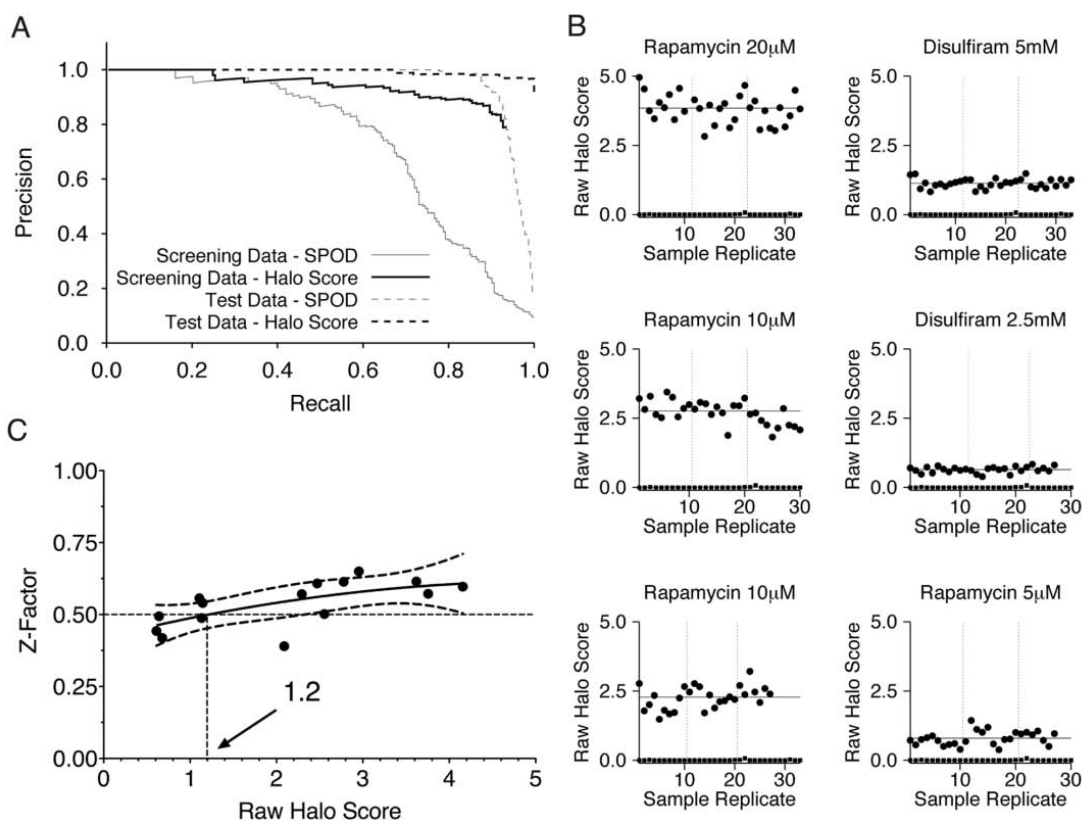 A
1.0
0.8
0.6
0.4
0.2
0.0
Precision
Screening Data - SPOD
Screening Data - Halo Score
Test Data - SPOD
Test Data - Halo Score
0.0 0.2 0.4 0.6 0.8 1.0
Recall
B
Rapamycin 20μM
Raw Halo Score
5.0
2.5
0.0
10 20 30
Sample Replicate
Disulfiram 5mM
Raw Halo Score
5.0
2.5
0.0
10 20 30
Sample Replicate
Rapamycin 10μM
Raw Halo Score
5.0
2.5
0.0
10 20 30
Sample Replicate
Disulfiram 2.5mM
Raw Halo Score
5.0
2.5
0.0
10 20 30
Sample Replicate
Rapamycin 10μM
Raw Halo Score
5.0
2.5
0.0
10 20 30
Sample Replicate
Rapamycin 5μM
Raw Halo Score
5.0
2.5
0.0
10 20 30
Sample Replicate
C
1.00
0.75
0.50
0.25
0.00
Z-Factor
1.2
0 1 2 3 4 5
Raw Halo Score